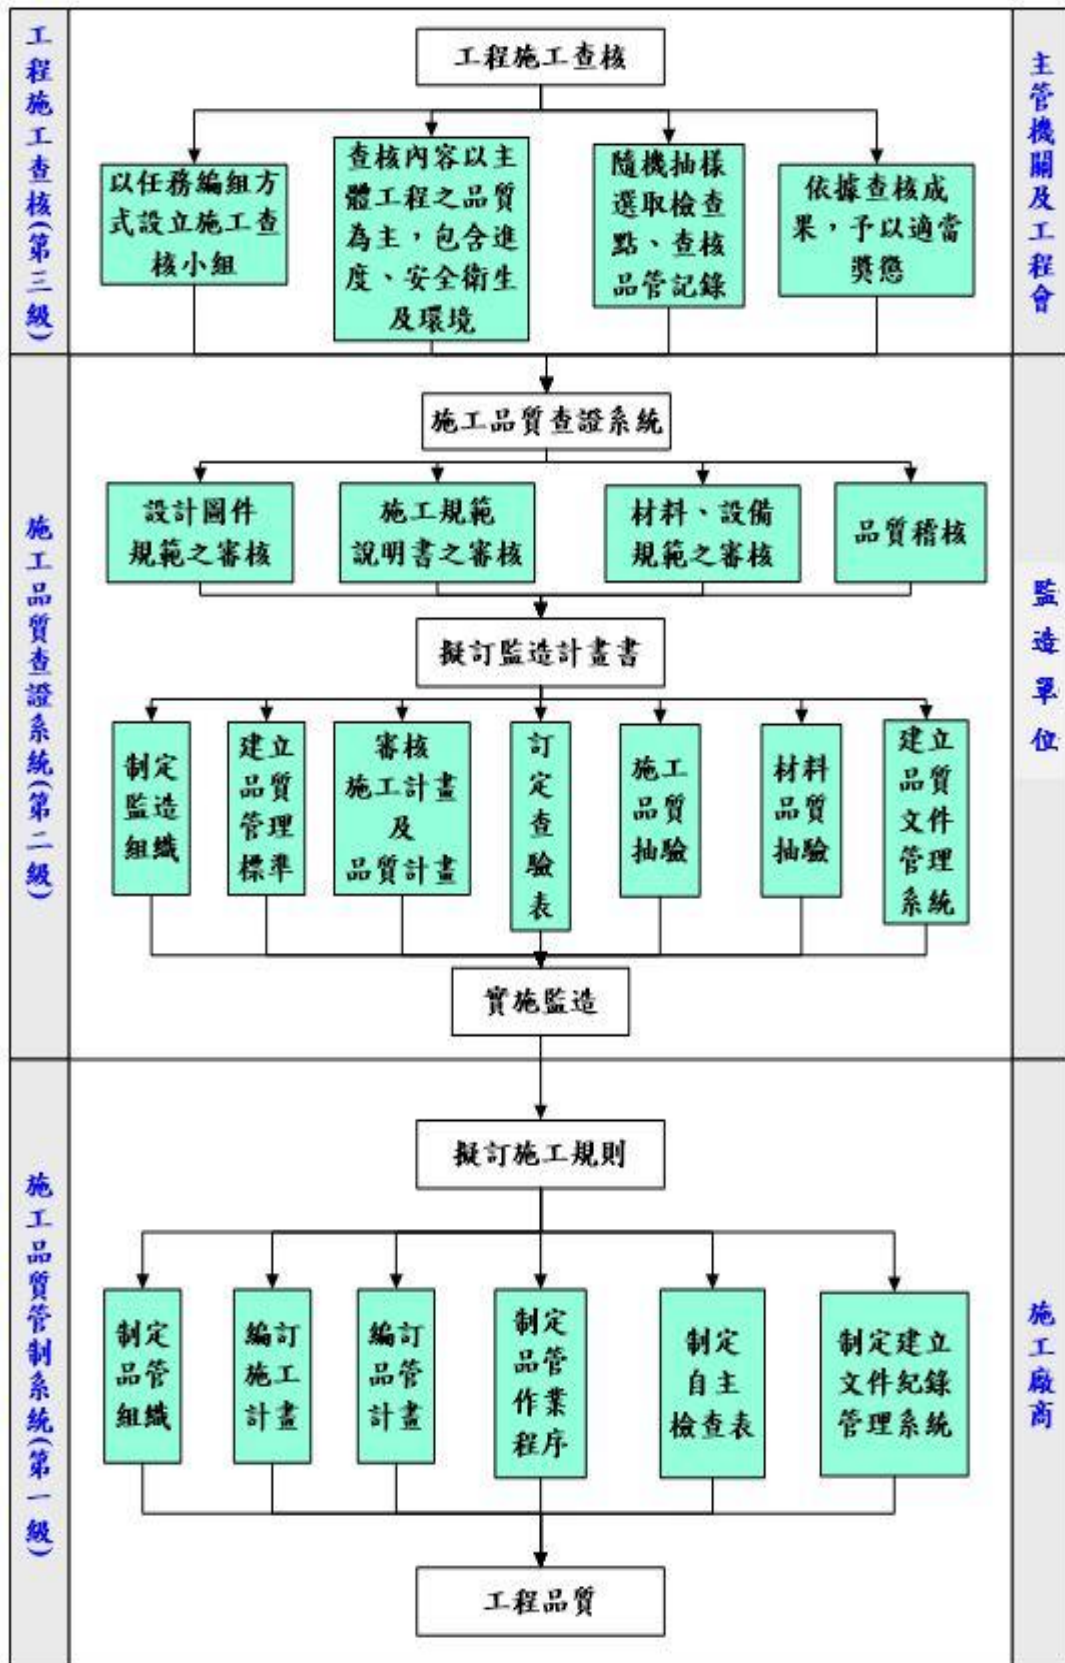 工程施工查核(第三級)
主管機關及工程會
工程施工查核
以任務編組方
式設立施工查
核小組
查核內容以主
體工程之品質
為主，包含進
度、安全衛生
及環境
隨機抽樣
選取檢查
點、查核
品管記錄
依據查核成
果，予以適當
獎懲
施工品質查證系統(第二級)
監造單位
施工品質查證系統
設計圖件
規範之審核
施工規範
說明書之審核
材料、設備
規範之審核
品質稽核
擬訂監造計畫書
制定
監造
組織
建立
品質
管理
標準
審核
施工計畫
及
品質計畫
訂定查驗表
施工
品質
抽驗
材料
品質
抽驗
建立
品質
文件
管理
系統
實施監造
施工品質管制系統(第一級)
施工廠商
擬訂施工規則
制定
品管
組織
編訂
施工
計畫
編訂
品管
計畫
制定
品管
作業
程序
制定
自主
檢查表
制定建立
文件紀錄
管理系統
工程品質